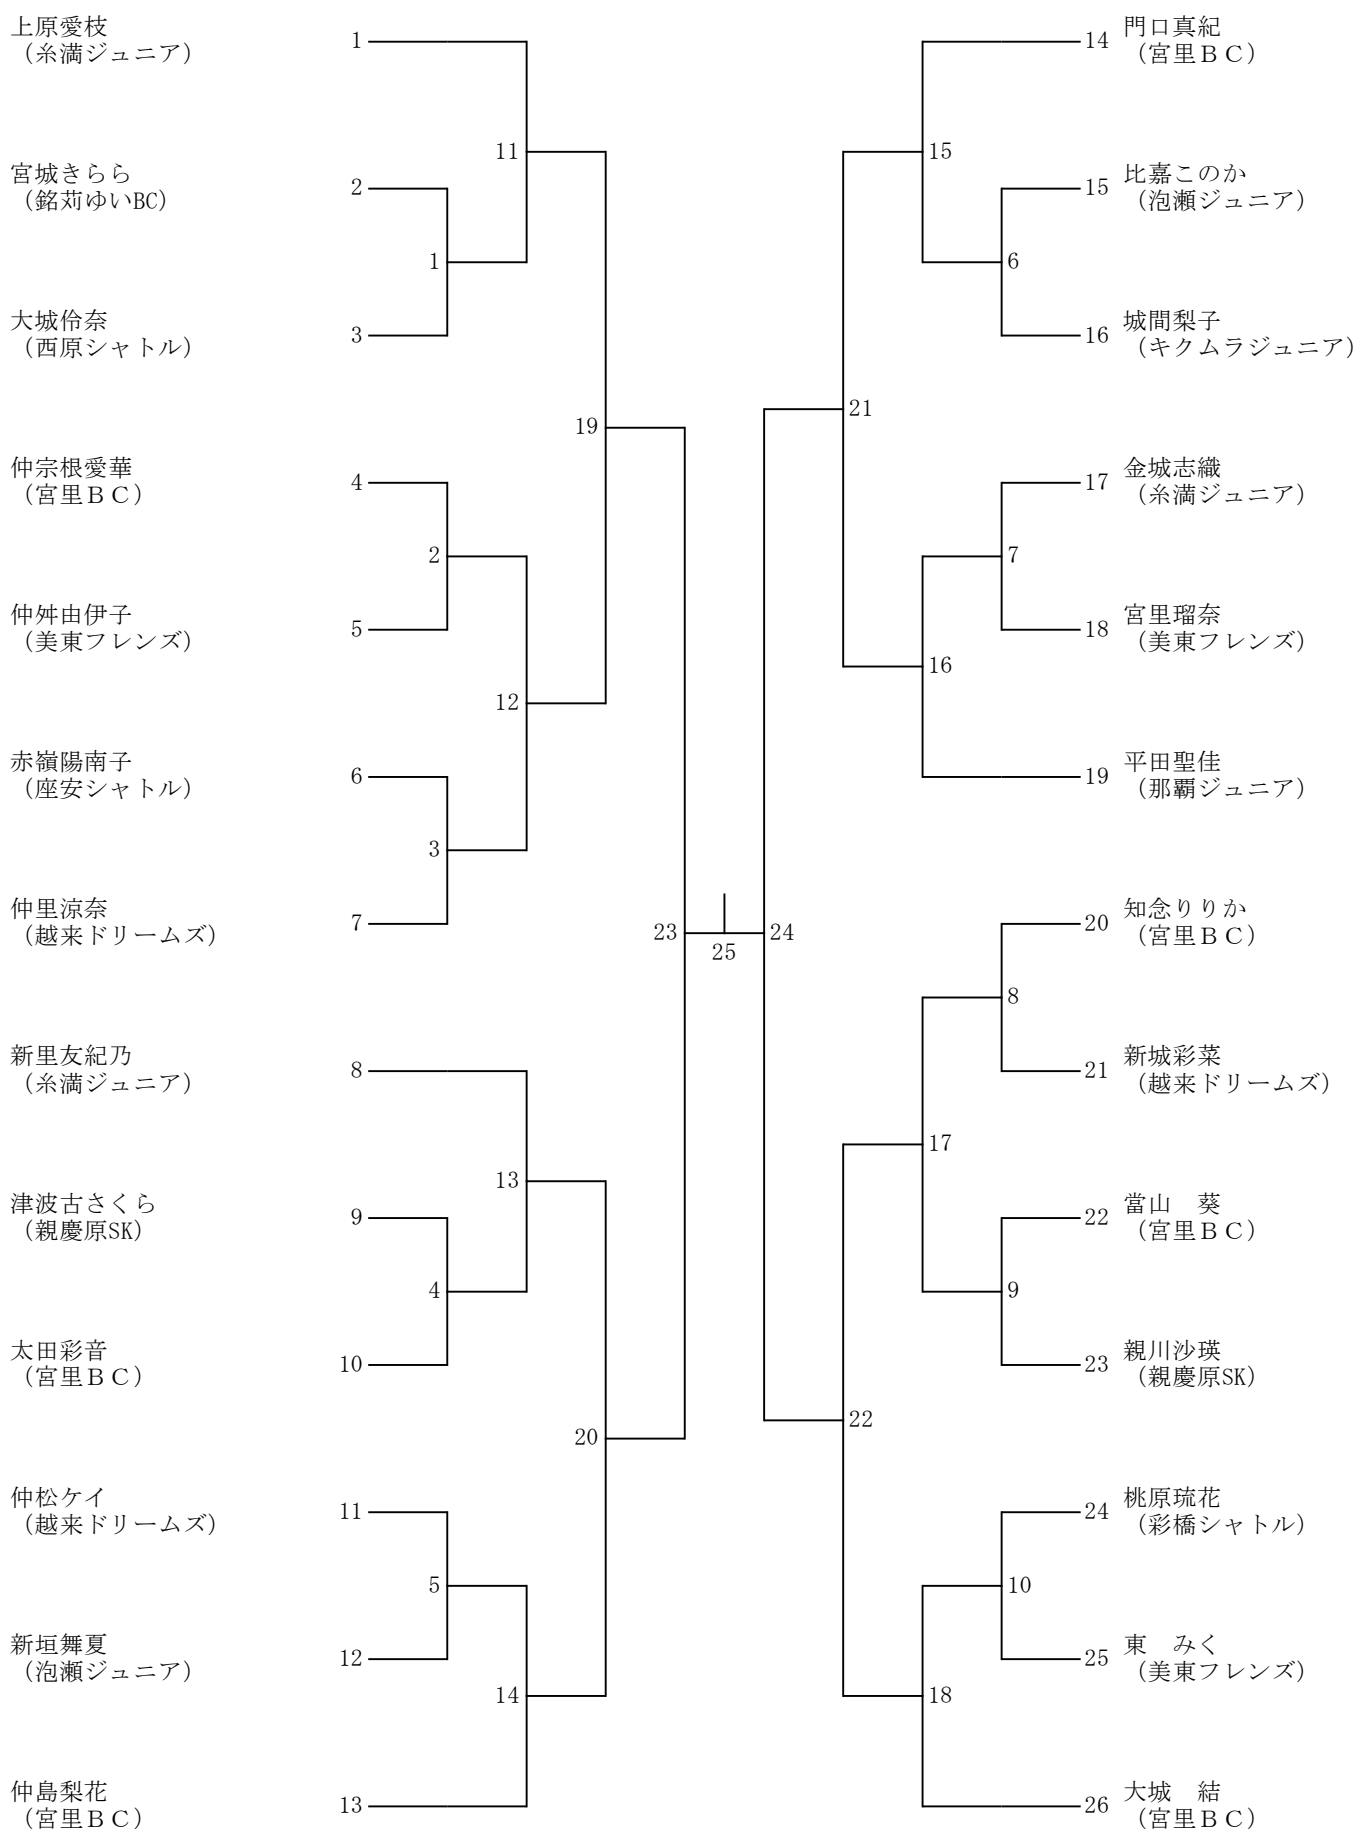 上原愛枝
（糸満ジュニア）
1
宮城きらら
（銘苅ゆいBC）
2
大城伶奈
（西原シャトル）
3
仲宗根愛華
（宮里ＢＣ）
4
仲舛由伊子
（美東フレンズ）
5
赤嶺陽南子
（座安シャトル）
6
仲里涼奈
（越来ドリームズ）
7
新里友紀乃
（糸満ジュニア）
8
津波古さくら
（親慶原SK）
9
太田彩音
（宮里ＢＣ）
10
仲松ケイ
（越来ドリームズ）
11
新垣舞夏
（泡瀬ジュニア）
12
仲島梨花
（宮里ＢＣ）
13
1
2
3
4
5
11
12
13
14
19
20
23
25
24
21
22
15
16
17
18
6
7
8
9
10
14
門口真紀
（宮里ＢＣ）
15
比嘉このか
（泡瀬ジュニア）
16
城間梨子
（キクムラジュニア）
17
金城志織
（糸満ジュニア）
18
宮里瑠奈
（美東フレンズ）
19
平田聖佳
（那覇ジュニア）
20
知念りりか
（宮里ＢＣ）
21
新城彩菜
（越来ドリームズ）
22
當山　葵
（宮里ＢＣ）
23
親川沙瑛
（親慶原SK）
24
桃原琉花
（彩橋シャトル）
25
東　みく
（美東フレンズ）
26
大城　結
（宮里ＢＣ）